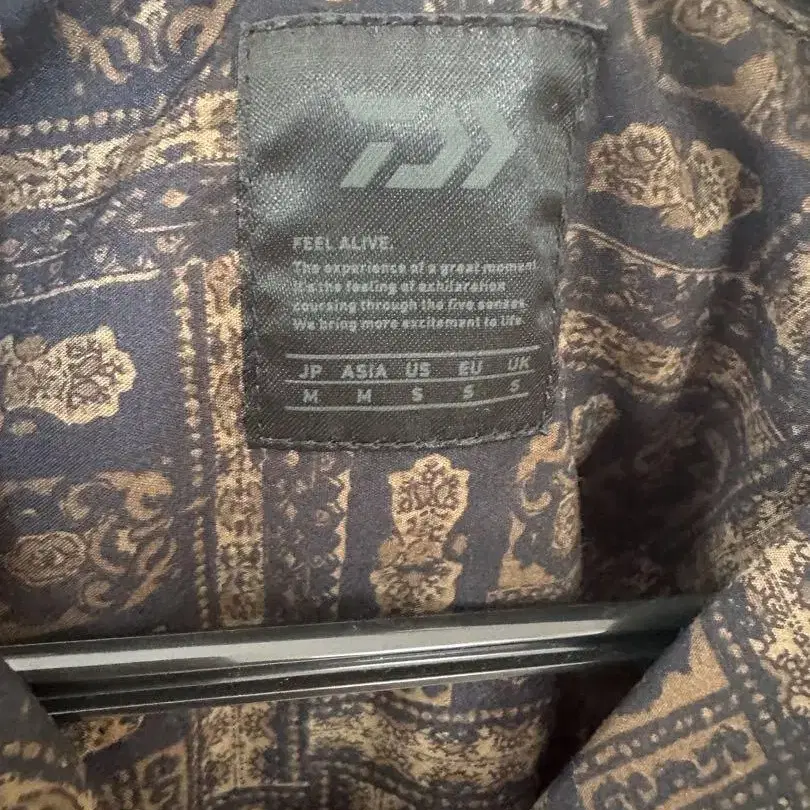 FEEL ALIVE.
The experience of a great moment
It's the feeling of exhilaration
coursing through the five senses.
We bring more excitement to life.
JP ASIA US EU UK
M M S S S